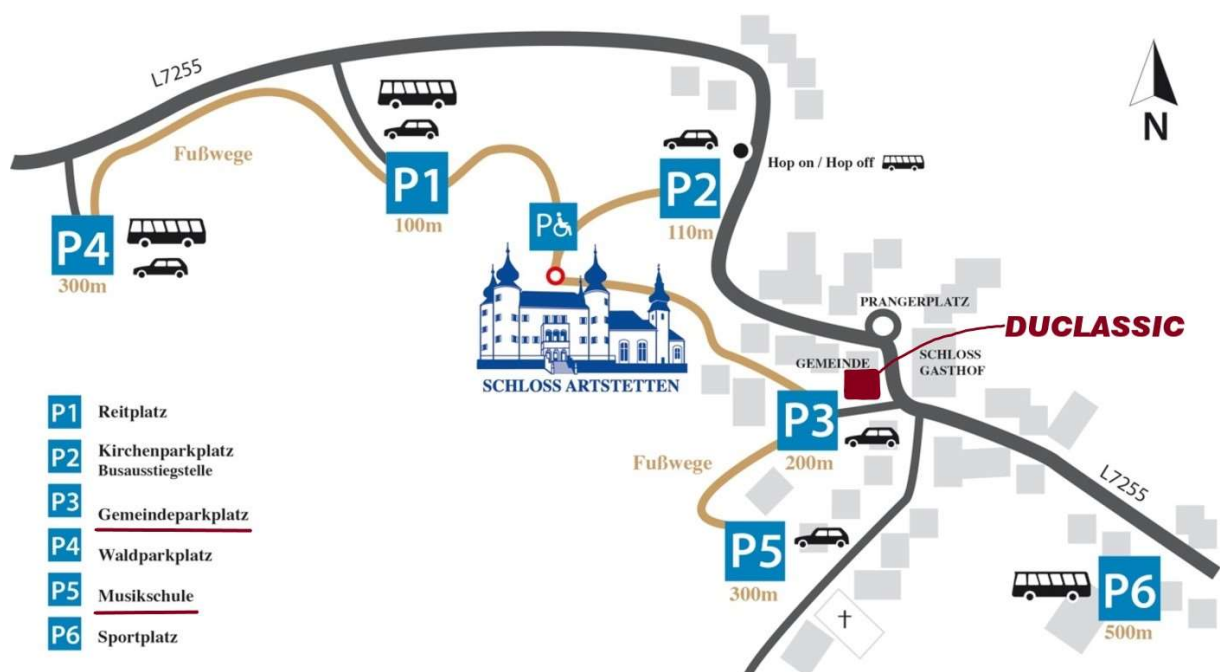 L7255
N
Fußwege
P1
100m
P2
110m
Hop on / Hop off
P
P4
300m
PRANGERPLATZ
DUCLASSIC
GEMEINDE
SCHLOSS
GASTHOF
SCHLOSS ARTSTETTEN
P3
200m
Fußwege
L7255
P5
300m
P6
500m
P1 Reitplatz
P2 Kirchenparkplatz
Busausstiegstelle
P3 Gemeindeparkplatz
P4 Waldparkplatz
P5 Musikschule
P6 Sportplatz